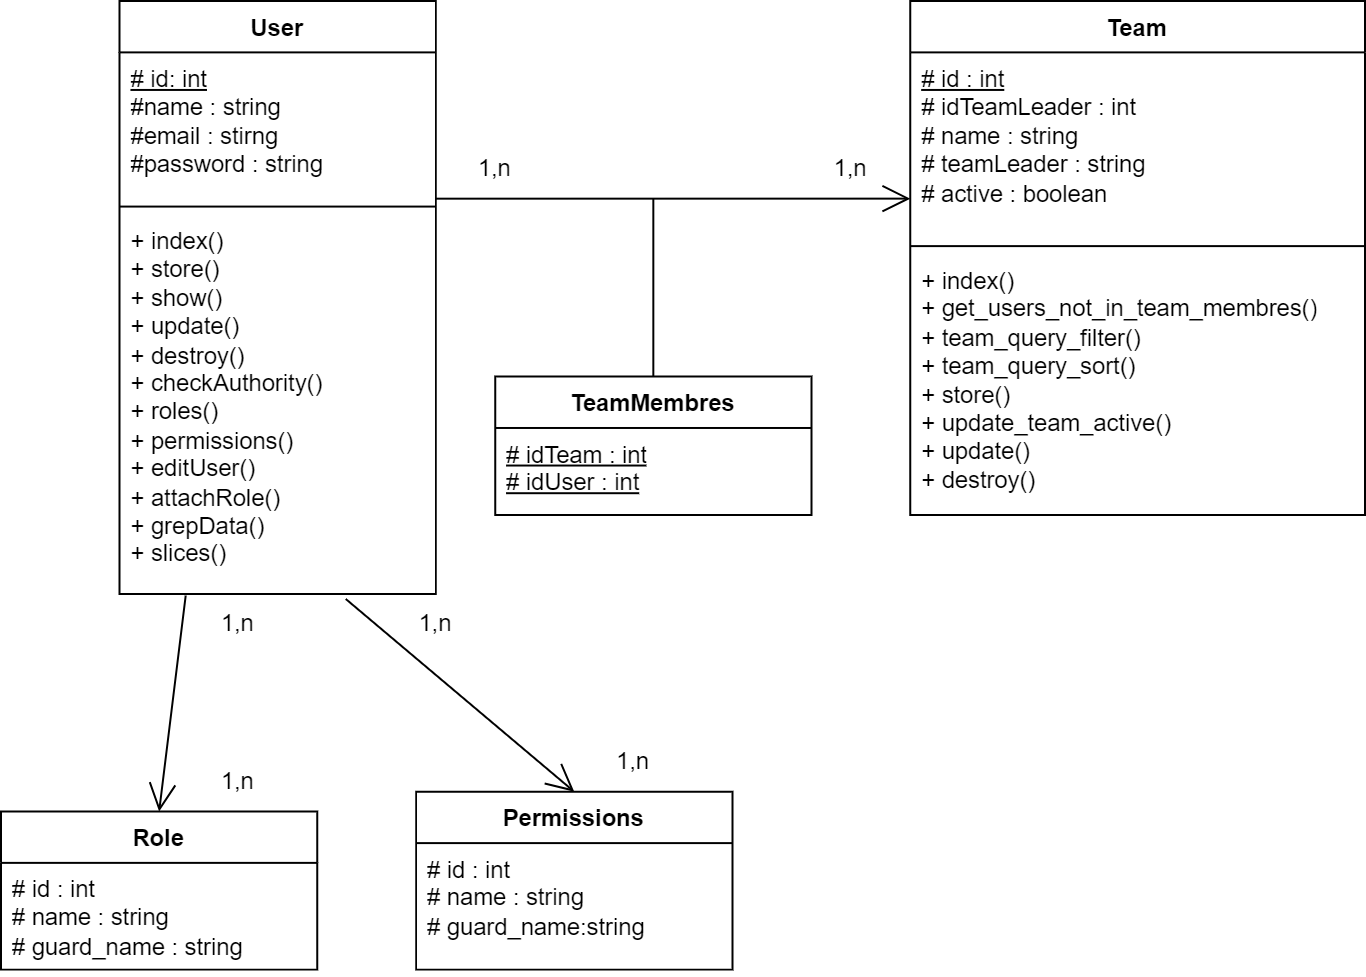 User
# id: int
#name : string
#email : stirng
#password : string
+ index()
+ store()
+ show()
+ update()
+ destroy()
+ checkAuthority()
+ roles()
+ permissions()
+ editUser()
+ attachRole()
+ grepData()
+ slices()
1,n
1,n
Team
# id : int
# idTeamLeader : int
# name : string
# teamLeader : string
# active : boolean
+ index()
+ get_users_not_in_team_membres()
+ team_query_filter()
+ team_query_sort()
+ store()
+ update_team_active()
+ update()
+ destroy()
TeamMembres
# idTeam : int
# idUser : int
1,n
1,n
1,n
1,n
Role
# id : int
# name : string
# guard_name : string
Permissions
# id : int
# name : string
# guard_name:string